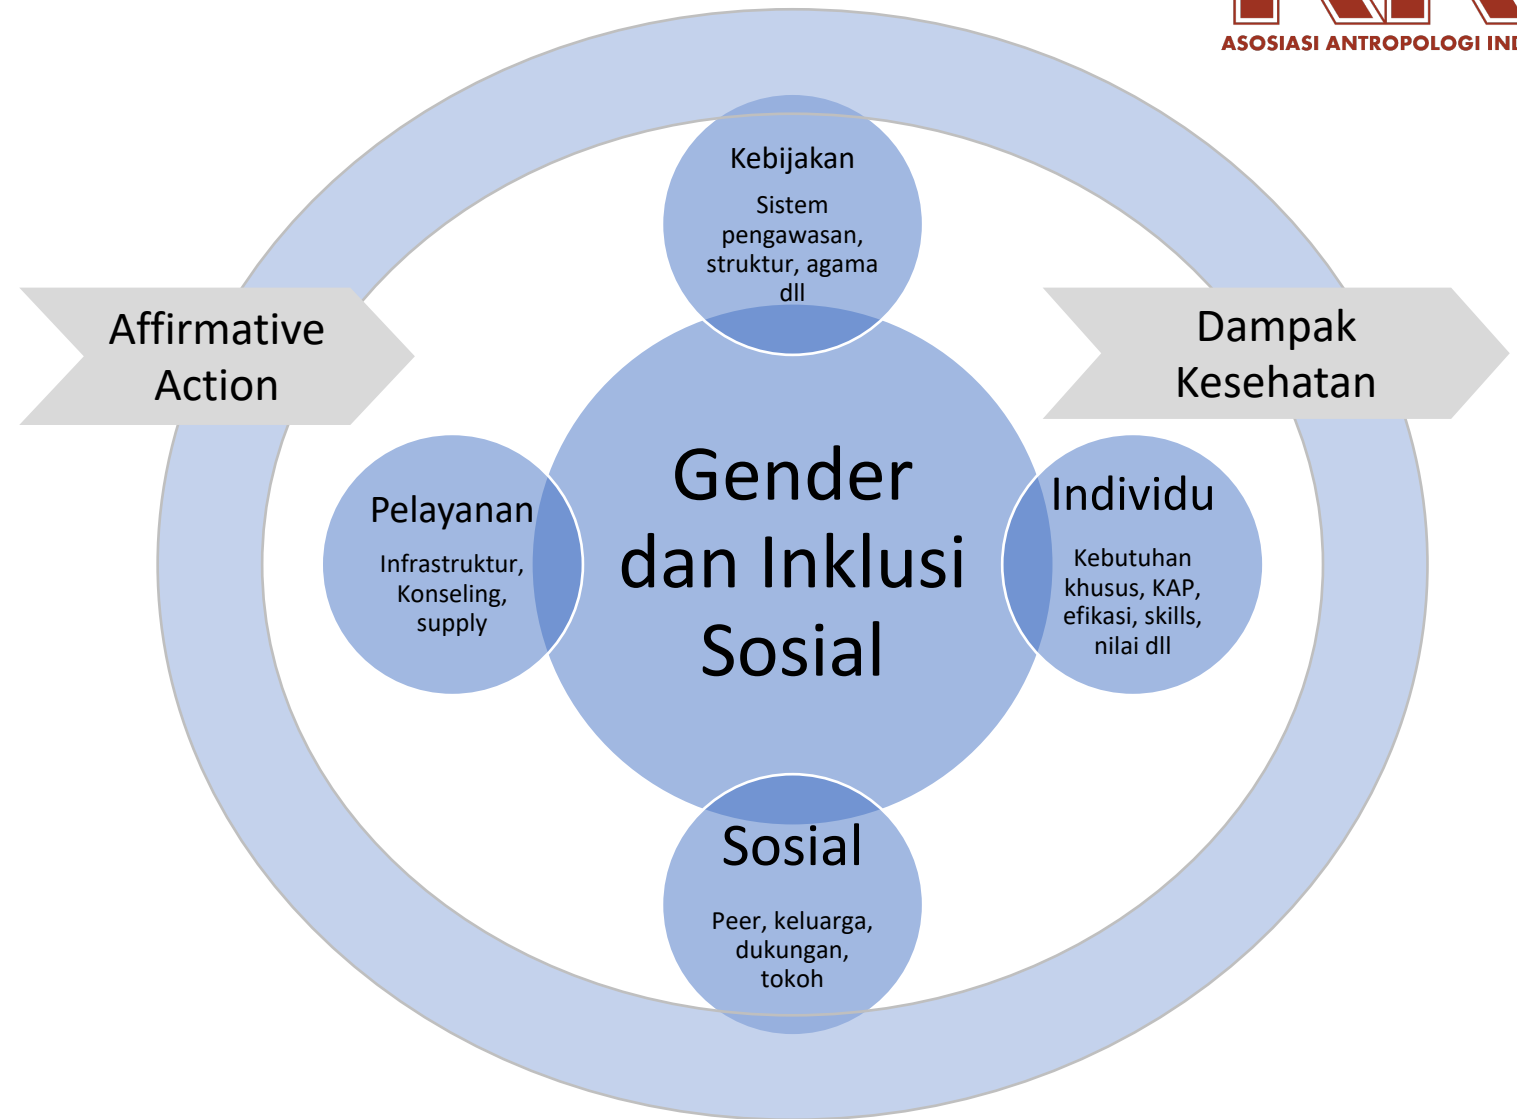 ASOSIASI ANTROPOLOGI
Kebijakan
Sistem
pengawasan,
struktur, agama
dll
Affirmative
Action
Dampak
Kesehatan
Gender
dan Inklusi
Sosial
Pelayanan
Infrastruktur,
Konseling,
supply
Individu
Kebutuhan
khusus, KAP,
efikasi, skills,
nilai dll
Sosial
Peer, keluarga,
dukungan,
tokoh